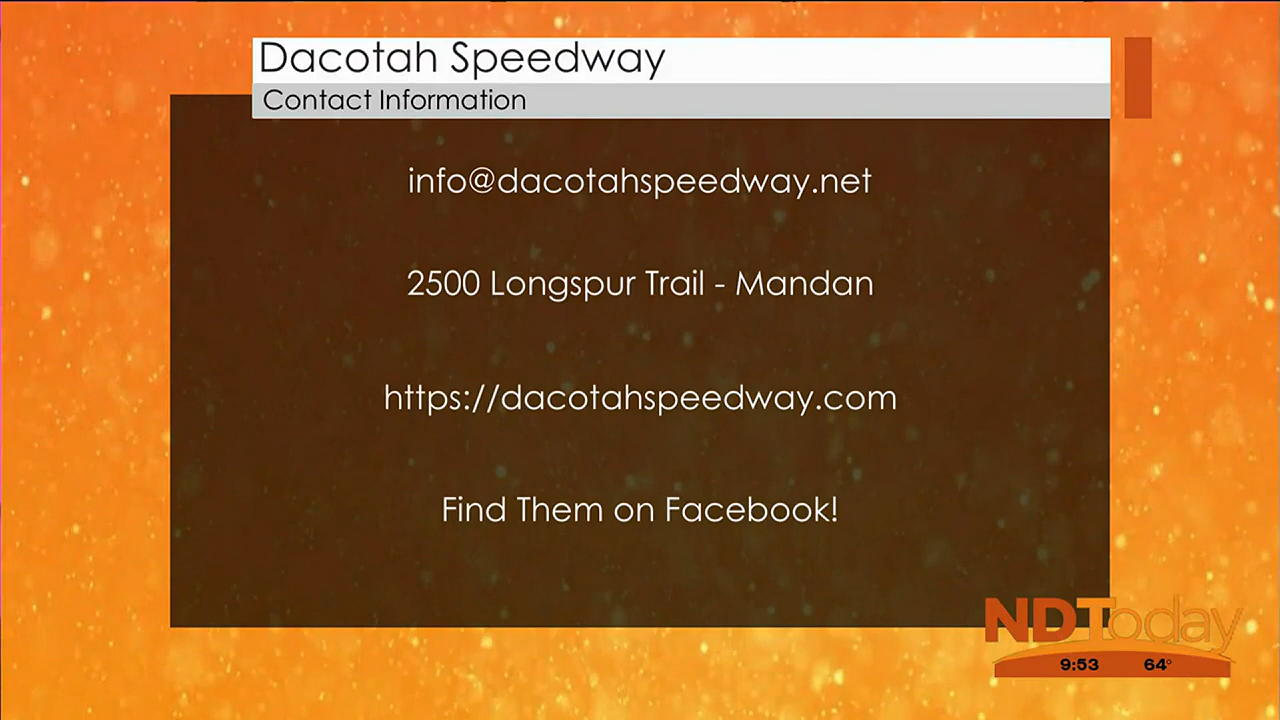 Dacotah Speedway
Contact Information
info@dacotahspeedway.net
2500 Longspur Trail - Mandan
https://dacotahspeedway.com
Find Them on Facebook!
NDToday
9:53 64°